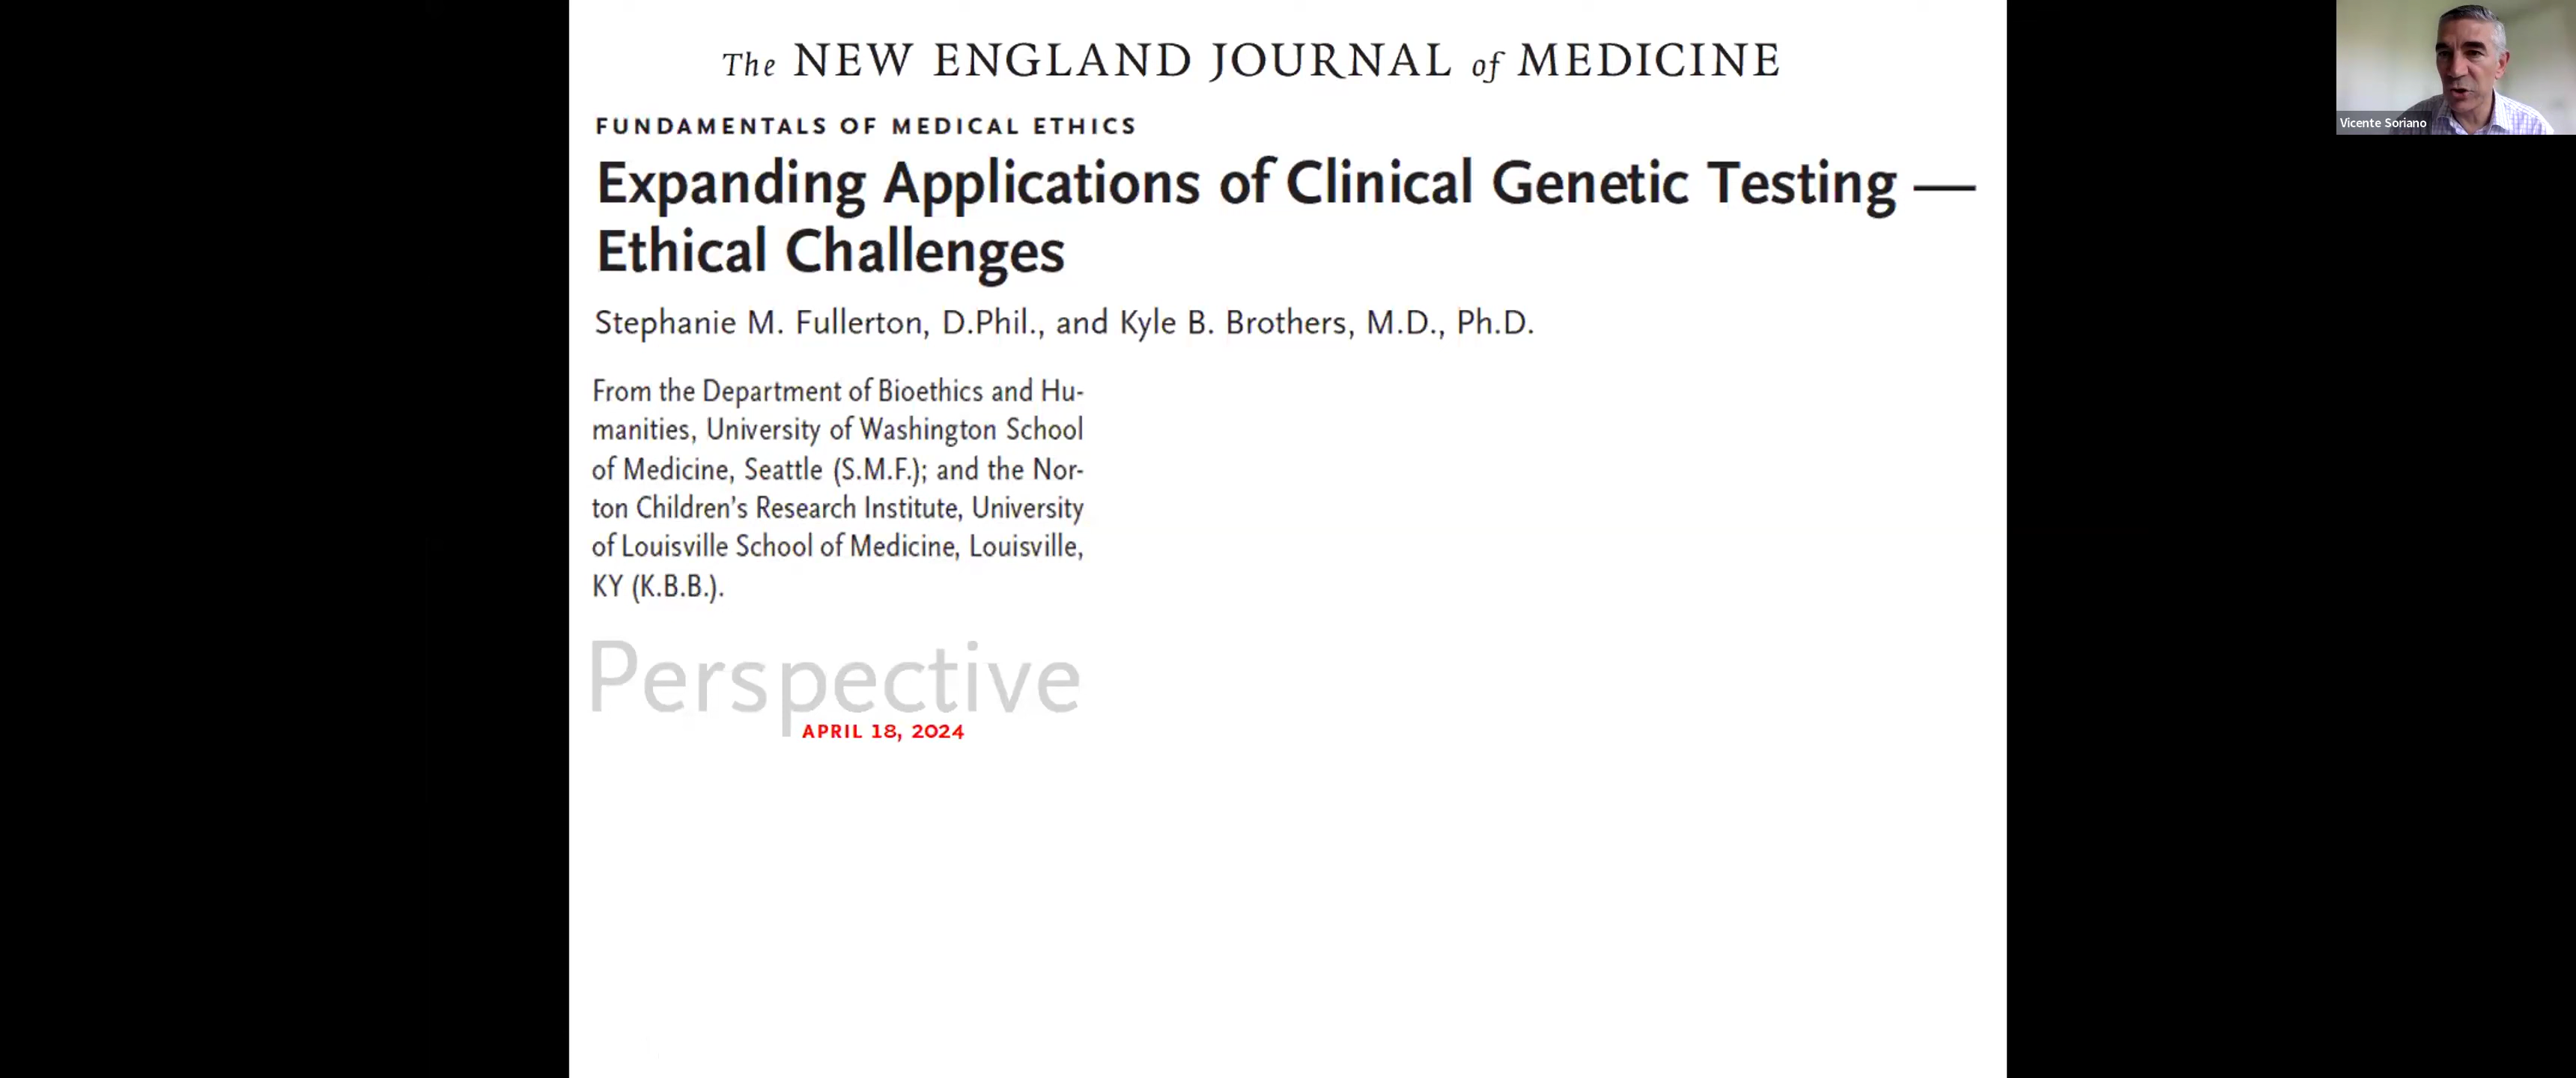 The NEW ENGLAND JOURNAL of MEDICINE
FUNDAMENTALS OF MEDICAL ETHICS
Expanding Applications of Clinical Genetic Testing —
Ethical Challenges
Stephanie M. Fullerton, D.Phil., and Kyle B. Brothers, M.D., Ph.D.
From the Department of Bioethics and Hu-
manities, University of Washington School
of Medicine, Seattle (S.M.F.); and the Nor-
ton Children's Research Institute, University
of Louisville School of Medicine, Louisville,
KY (K.B.B.).
Perspective
APRIL 18, 2024
Vicente Soriano